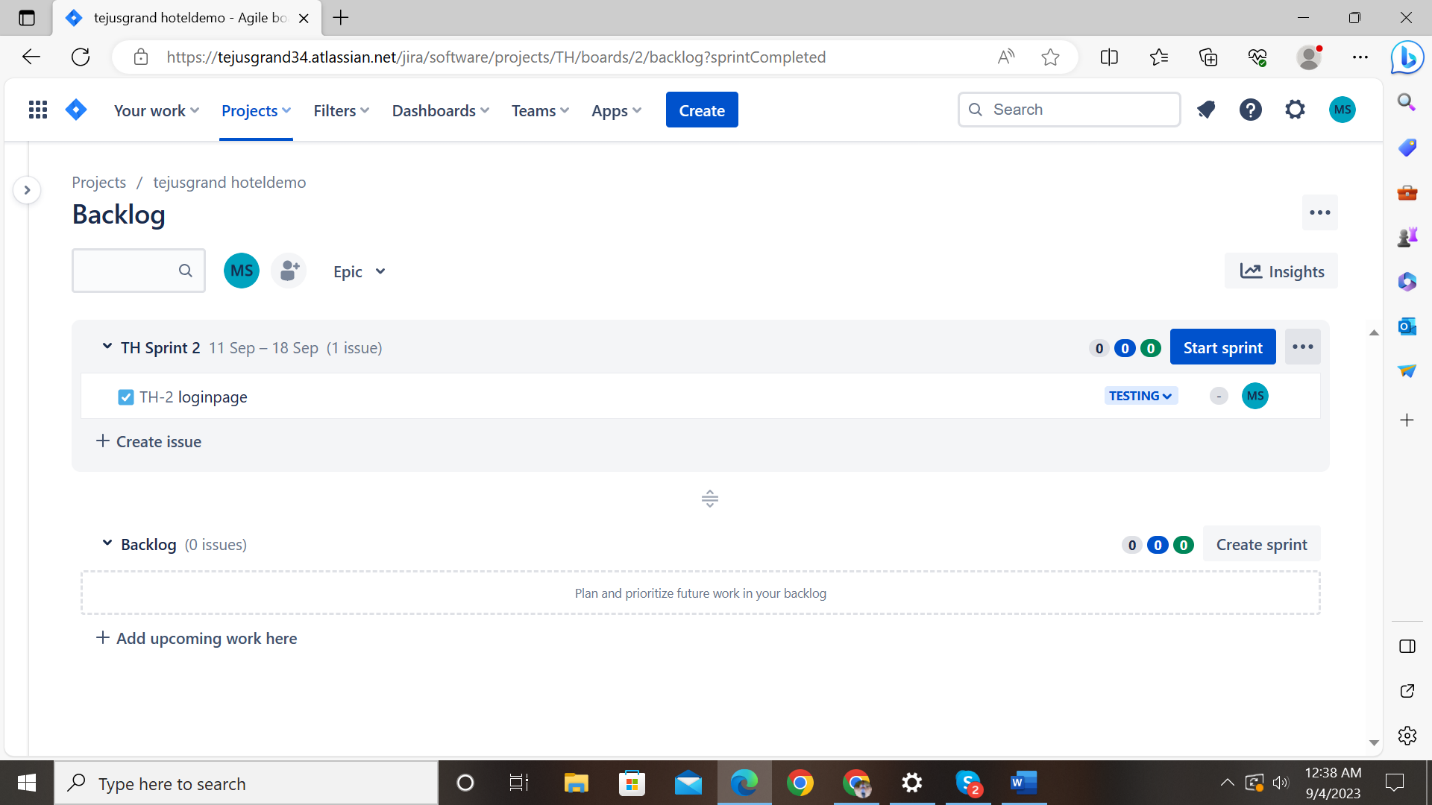 tejusgrand hoteldemo - Agile bo
https://tejusgrand34.atlassian.net/jira/software/projects/TH/boards/2/backlog?sprintCompleted
Your work Projects Filters Dashboards Teams Apps Create Search MS
Projects / tejusgrand hoteldemo
Backlog
MS Epic Insights
TH Sprint 2 11 Sep – 18 Sep (1 issue) 0 0 0 Start sprint
TH-2 loginpage TESTING - MS
+ Create issue
Backlog (0 issues) 0 0 0 Create sprint
Plan and prioritize future work in your backlog
+ Add upcoming work here
Type here to search 2 12:38 AM
9/4/2023